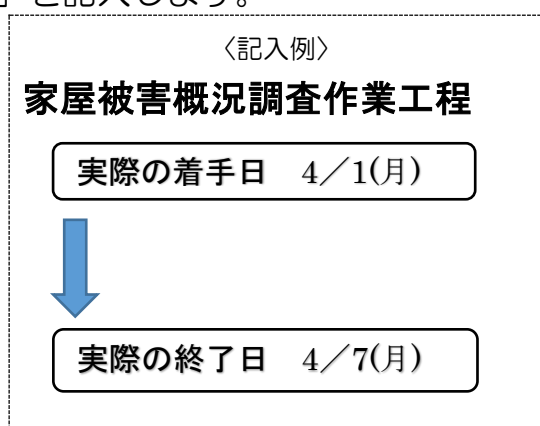 」を記入します。
〈記入例〉
家屋被害概況調査作業工程
実際の着手日 4／1(月)
実際の終了日 4／7(月)